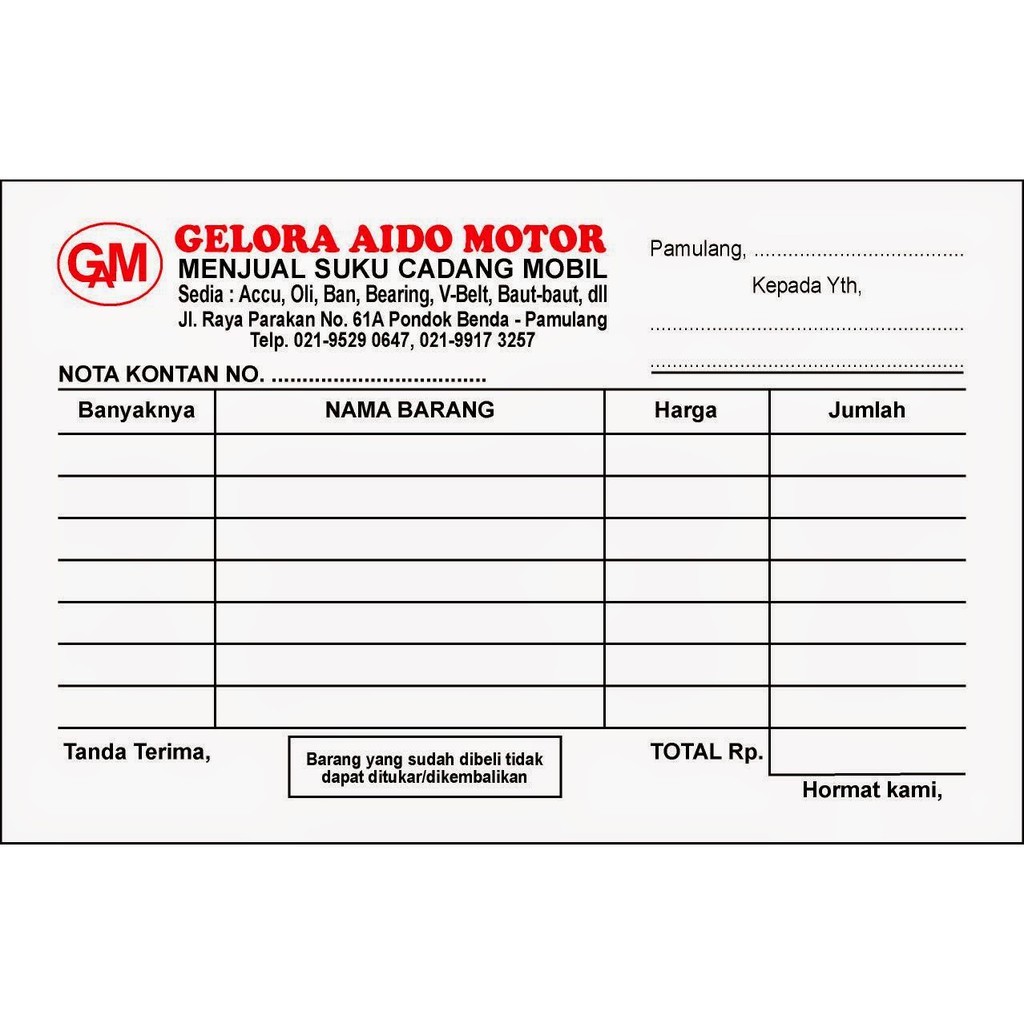 GAM
GELORA AIDO MOTOR
MENJUAL SUKU CADANG MOBIL
Sedia : Accu, Oli, Ban, Bearing, V-Belt, Baut-baut, dll
Jl. Raya Parakan No. 61A Pondok Benda - Pamulang
Telp. 021-9529 0647, 021-9917 3257
Pamulang, .....................................
Kepada Yth,
NOTA KONTAN NO. ...................................
Banyaknya NAMA BARANG Harga Jumlah
Tanda Terima,
Barang yang sudah dibeli tidak
dapat ditukar/dikembalikan
TOTAL Rp.
Hormat kami,